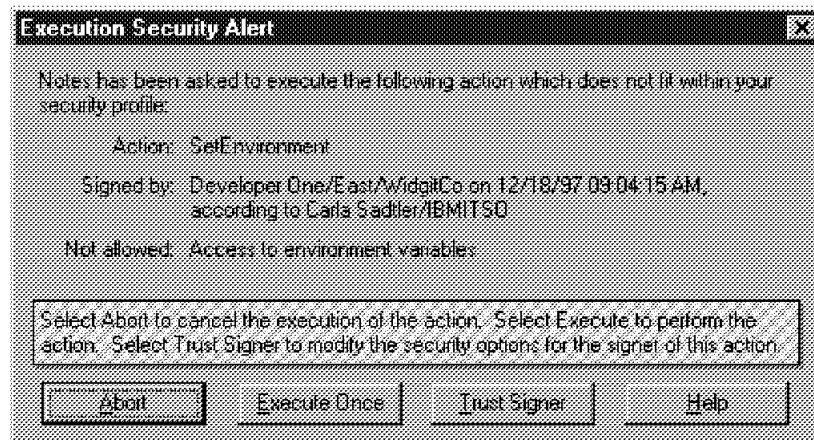 Execution Security Alert
Notes has been asked to execute the following action which does not fit within your
security profile:
Action: SetEnvironment
Signed by: Developer One/East/WidgitCo on 12/18/97 09:04:15 AM,
according to Carla Sadtler/IBMITSO
Not allowed: Access to environment variables
Select Abort to cancel the execution of the action. Select Execute to perform the
action. Select Trust Signer to modify the security options for the signer of this action.
Abort Execute Once Trust Signer Help